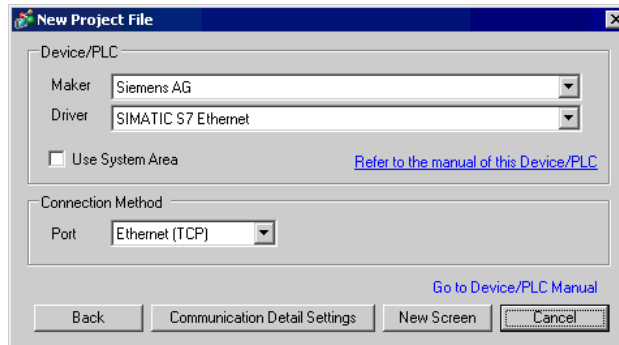 New Project File
Device/PLC
Maker Siemens AG
Driver SIMATIC S7 Ethernet
Use System Area Refer to the manual of this Device/PLC
Connection Method
Port Ethernet (TCP)
Go to Device/PLC Manual
Back Communication Detail Settings New Screen Cancel